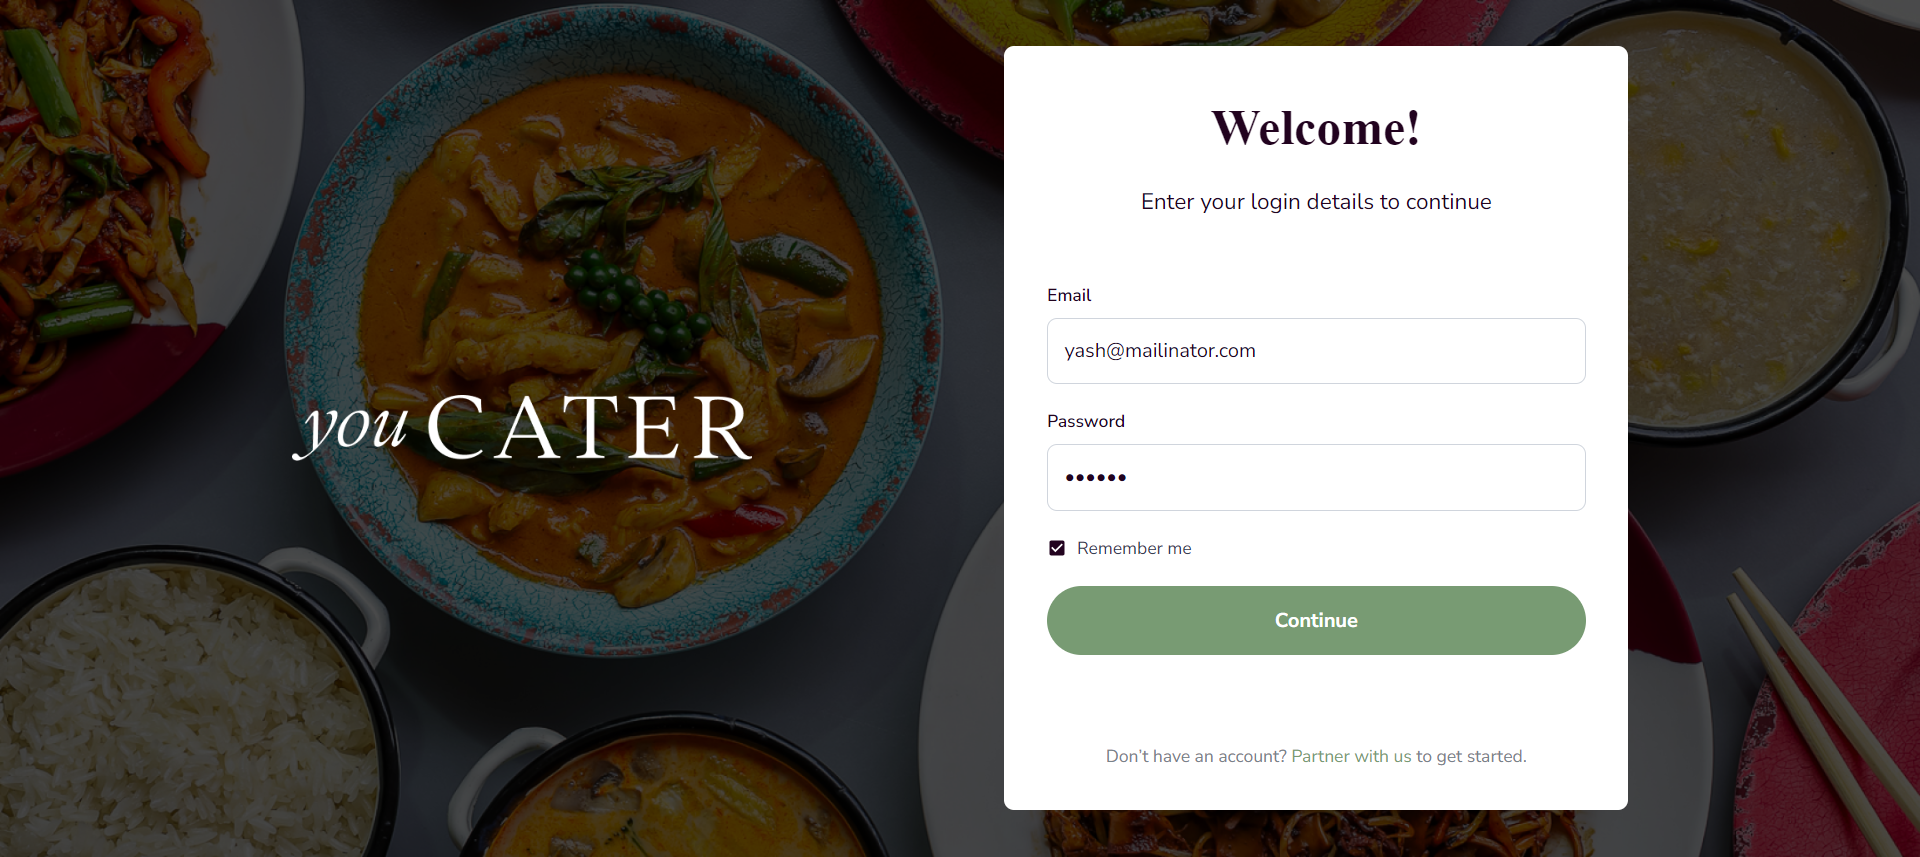 you CATER
Welcome!
Enter your login details to continue
Email
yash@mailinator.com
Password
••••••
Remember me
Continue
Don’t have an account? Partner with us to get started.